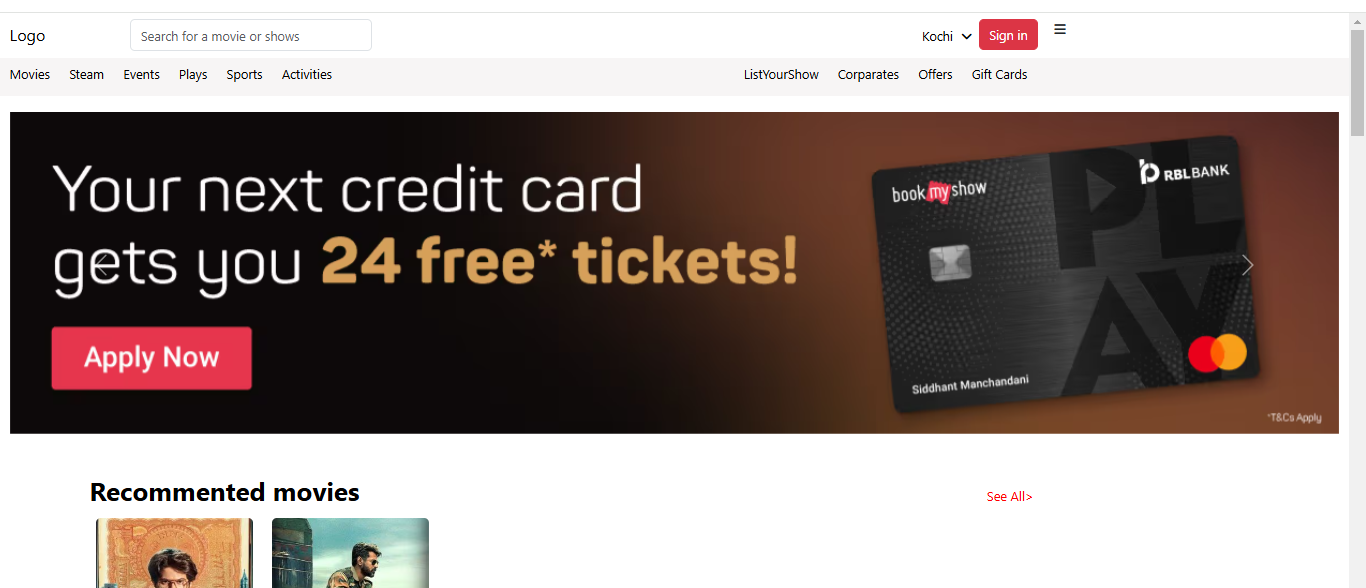 Logo
Search for a movie or shows
Kochi
Sign in
Movies Steam Events Plays Sports Activities
ListYourShow Corparates Offers Gift Cards
Your next credit card
gets you 24 free* tickets!
Apply Now
book my show
RBL BANK
PLAY
Siddhant Manchandani
*T&Cs Apply
Recommented movies
See All>